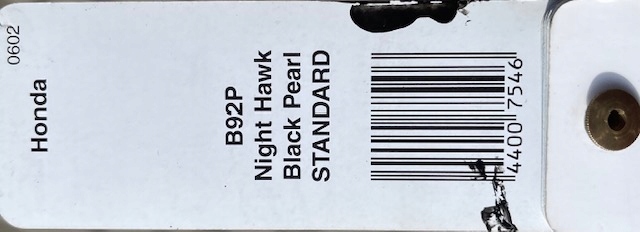 0602
Honda
B92P
Night Hawk
Black Pearl
STANDARD
4400 7546